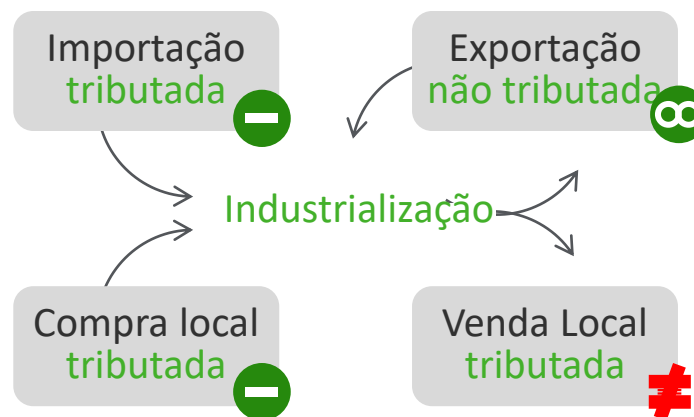 Importação
tributada
Exportação
não tributada
Industrialização
Compra local
tributada
Venda Local
tributada
≠